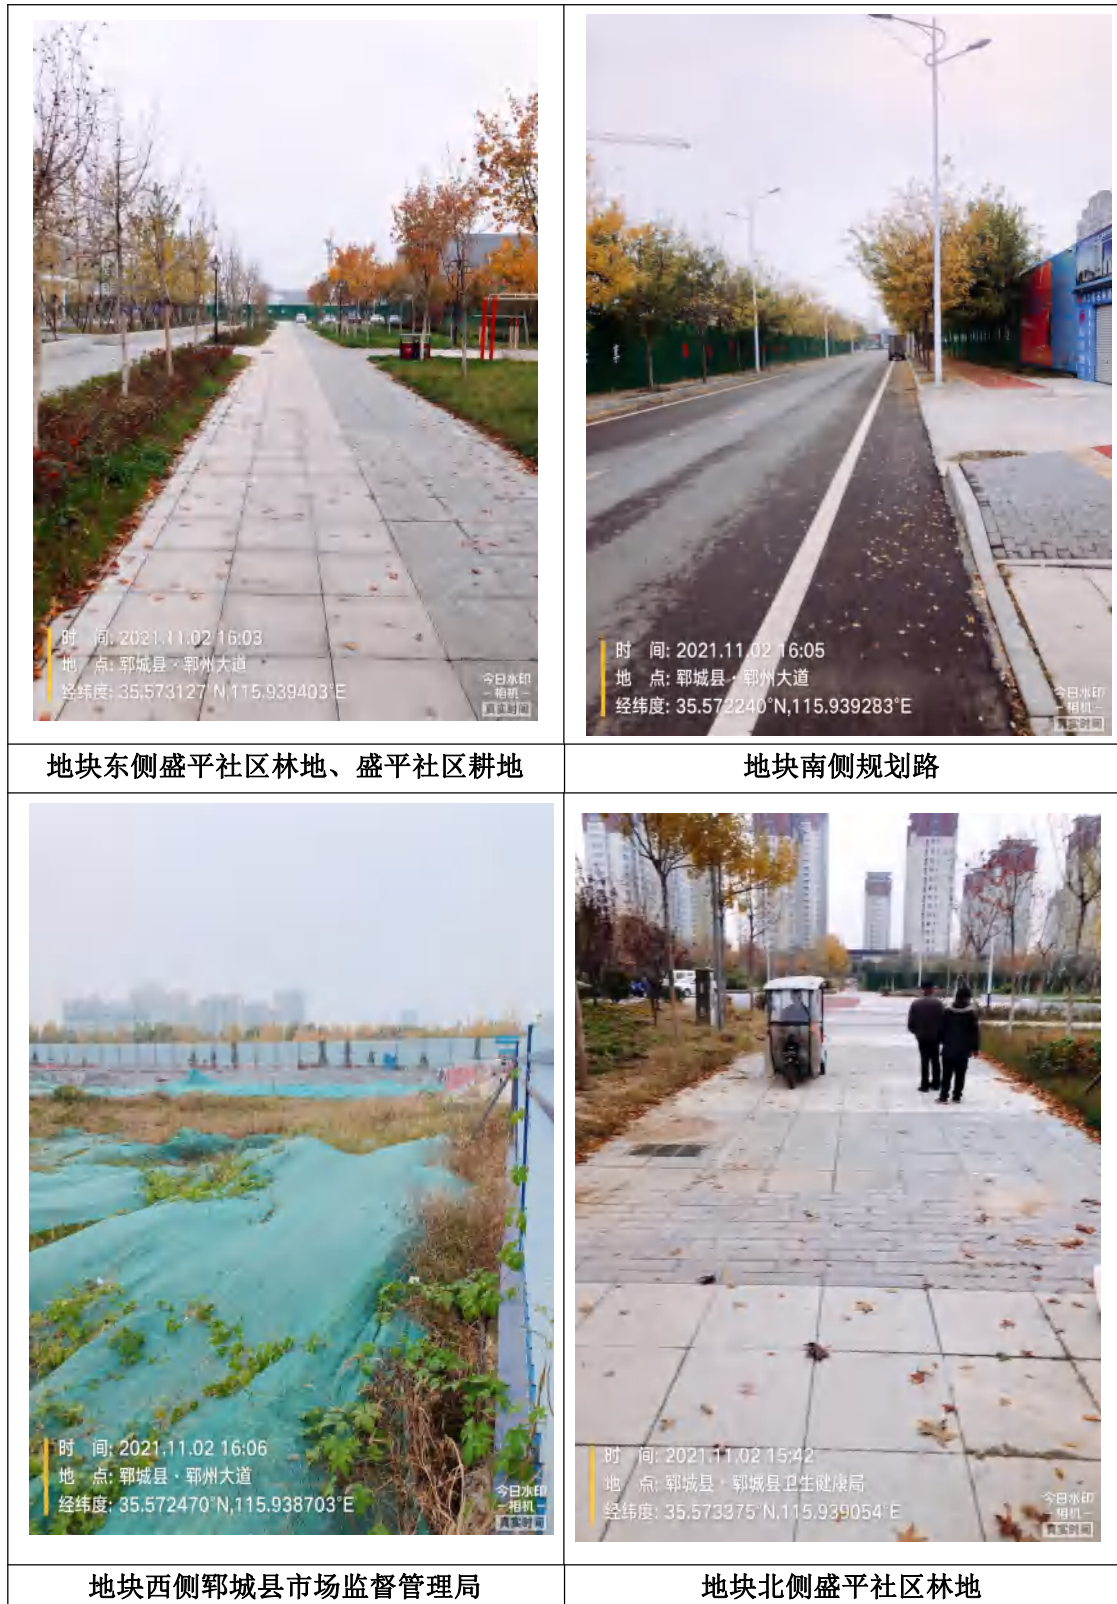 时 间: 2021.11.02 16:03
地 点: 郓城县·郓州大道
经纬度: 35.573127°N,115.939403°E
今日水印
-相机-
真实时间
时 间: 2021.11.02 16:05
地 点: 郓城县·郓州大道
经纬度: 35.572240°N,115.939283°E
今日水印
-相机-
真实时间
地块东侧盛平社区林地、盛平社区耕地
地块南侧规划路
时 间: 2021.11.02 16:06
地 点: 郓城县·郓州大道
经纬度: 35.572470°N,115.938703°E
今日水印
-相机-
真实时间
时 间: 2021.11.02 15:42
地 点: 郓城县·郓城县卫生健康局
经纬度: 35.573375°N,115.939054°E
今日水印
-相机-
真实时间
地块西侧郓城县市场监督管理局
地块北侧盛平社区林地